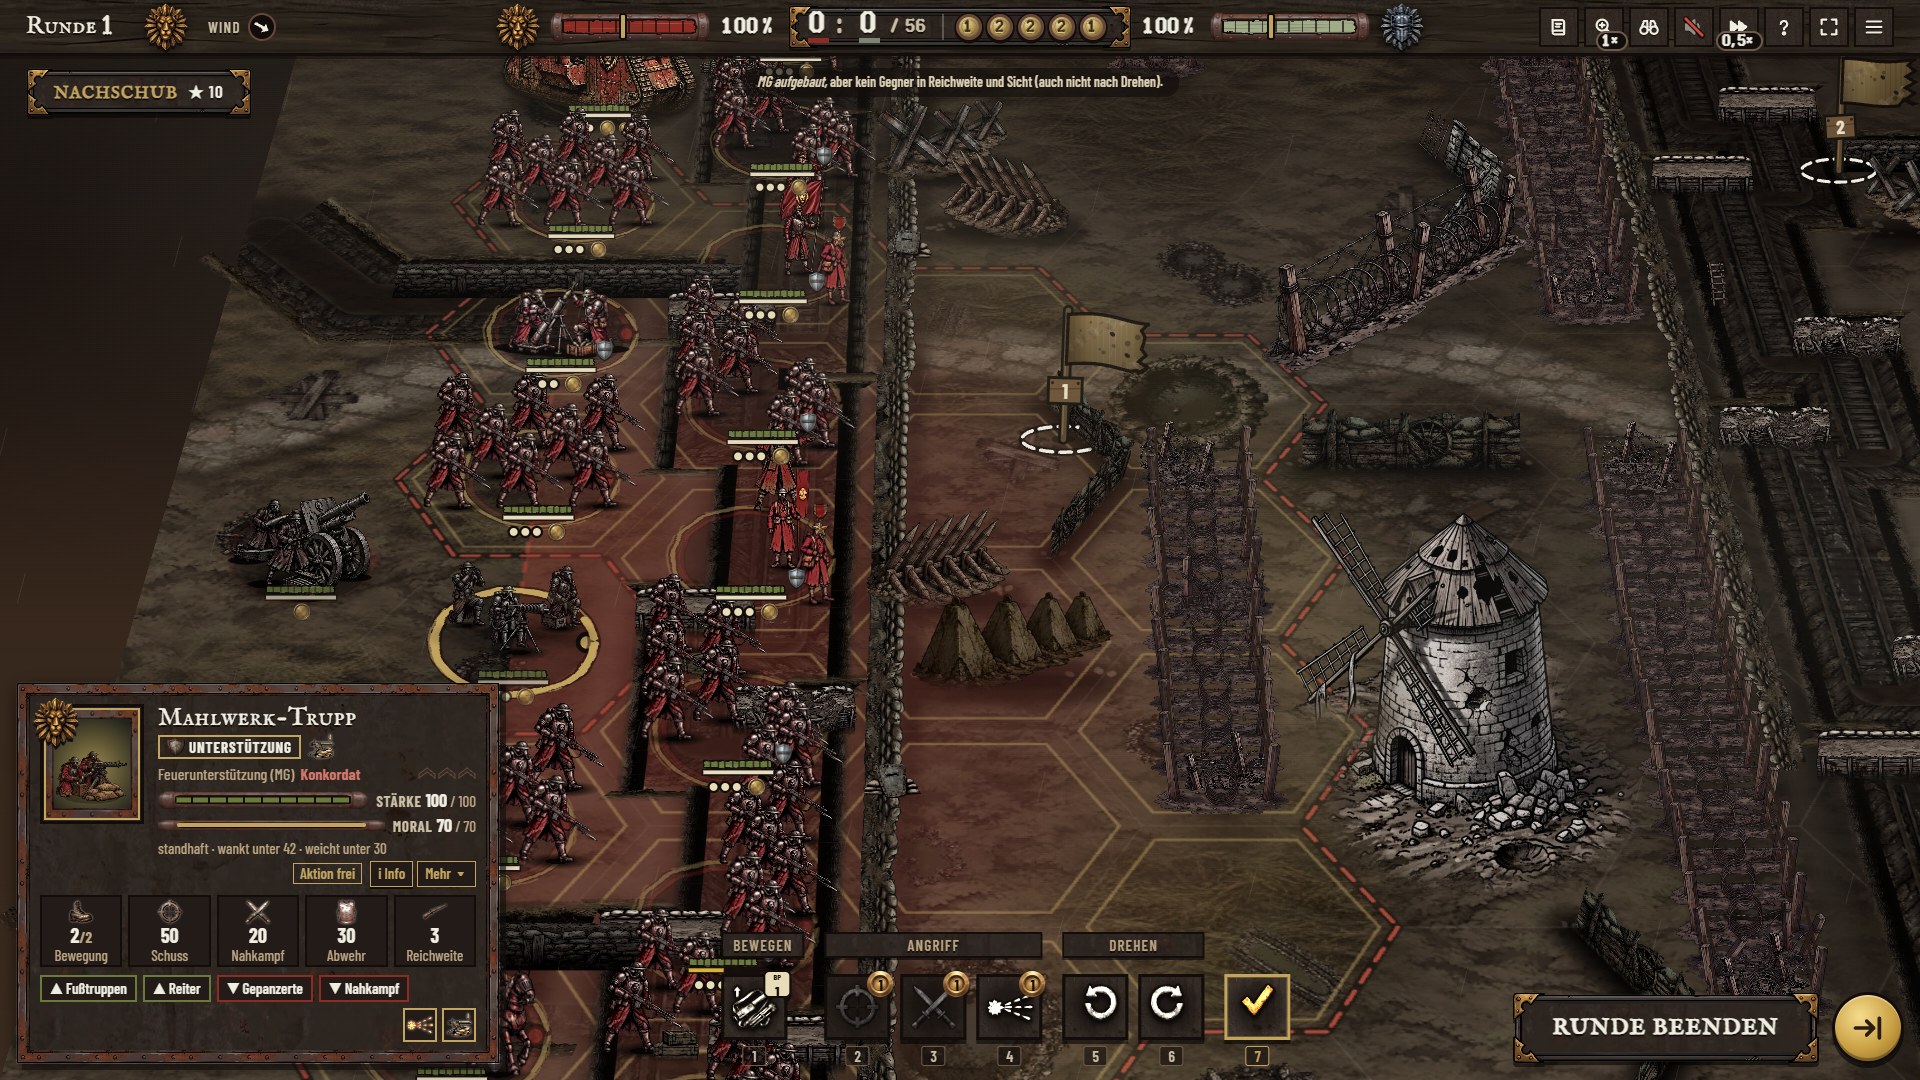 RUNDE 1
WIND
100 %
0 : 0 / 56
1 2 2 2 1
100 %
1×
0,5×
?
NACHSCHUB ★ 10
MG aufgebaut, aber kein Gegner in Reichweite und Sicht (auch nicht nach Drehen).
2
1
MAHLWERK-TRUPP
UNTERSTÜTZUNG
Feuerunterstützung (MG) Konkordat
STÄRKE 100 / 100
MORAL 70 / 70
standhaft · wankt unter 42 · weicht unter 30
Aktion frei
i Info
Mehr
2/2
Bewegung
50
Schuss
20
Nahkampf
30
Abwehr
3
Reichweite
▲ Fußtruppen
▲ Reiter
▼ Gepanzerte
▼ Nahkampf
BEWEGEN
ANGRIFF
DREHEN
BP
1
1
1
1
1
2
3
4
5
6
7
RUNDE BEENDEN